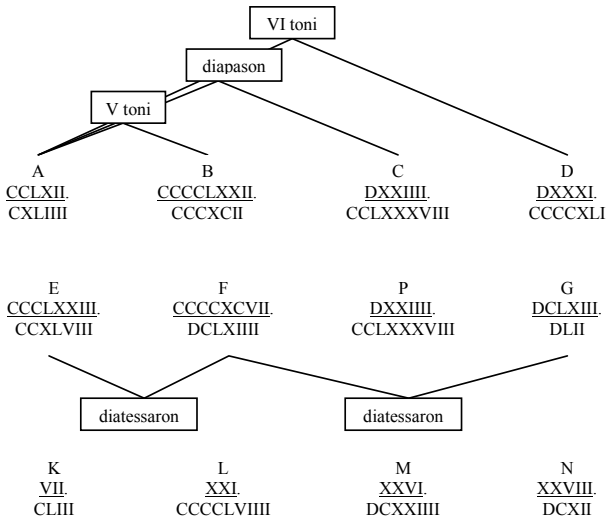 VI toni
diapason
V toni
A B C D
CCLXII. CCCCLXXII. DXXIIII. DXXXI.
CXLIIII CCCXCII CCLXXXVIII CCCCXLI
E F P G
CCCLXXIII. CCCCXCVII. DXXIIII. DCLXIII.
CCXLVIII DCLXIIII CCLXXXVIII DLII
diatessaron diatessaron
K L M N
VII. XXI. XXVI. XXVIII.
CLIII CCCCLVIIII DCXXIIII DCXII